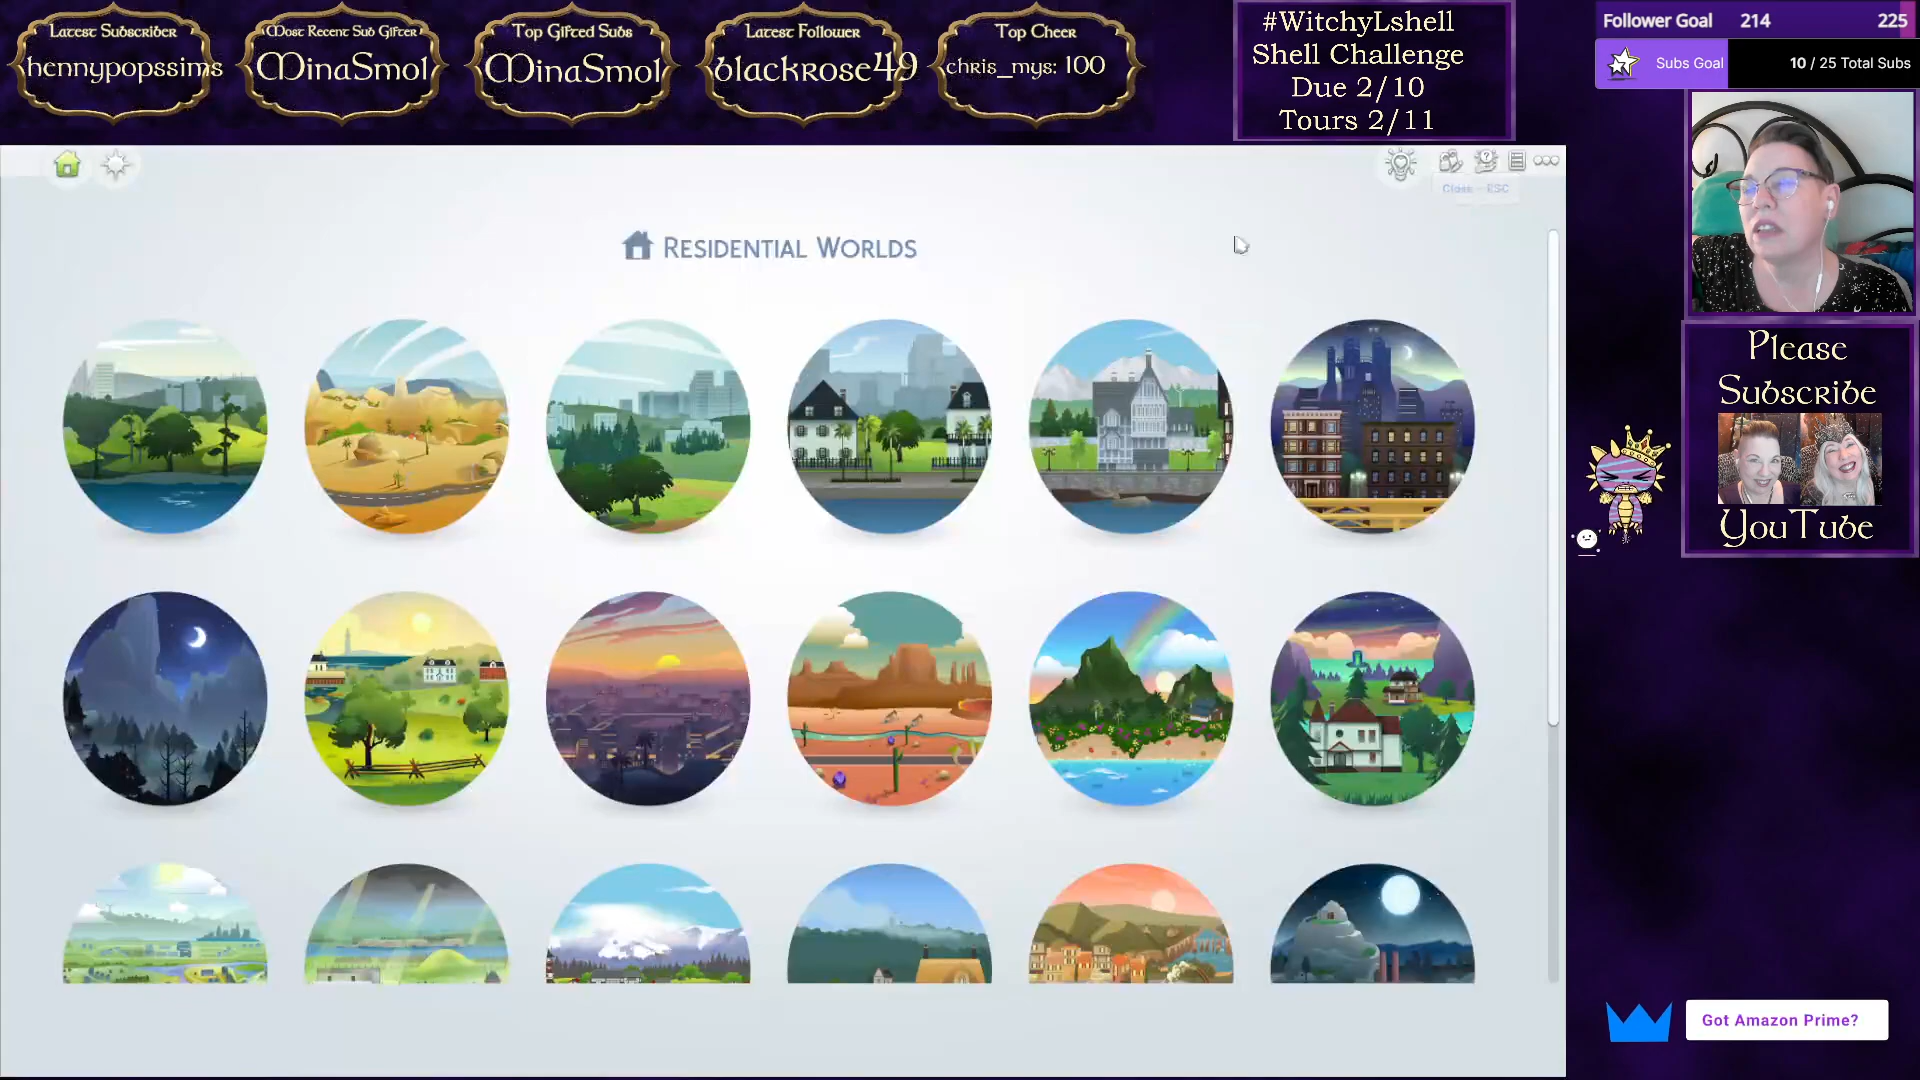 Latest Subscriber
hennypopssims
Most Recent Sub Gifter
MinaSmol
Top Gifted Subs
MinaSmol
Latest Follower
blackrose49
Top Cheer
chris_mys: 100
#WitchyLshell
Shell Challenge
Due 2/10
Tours 2/11
Follower Goal 214 225
Subs Goal 10 / 25 Total Subs
Close - ESC
Residential Worlds
Please
Subscribe
YouTube
Got Amazon Prime?